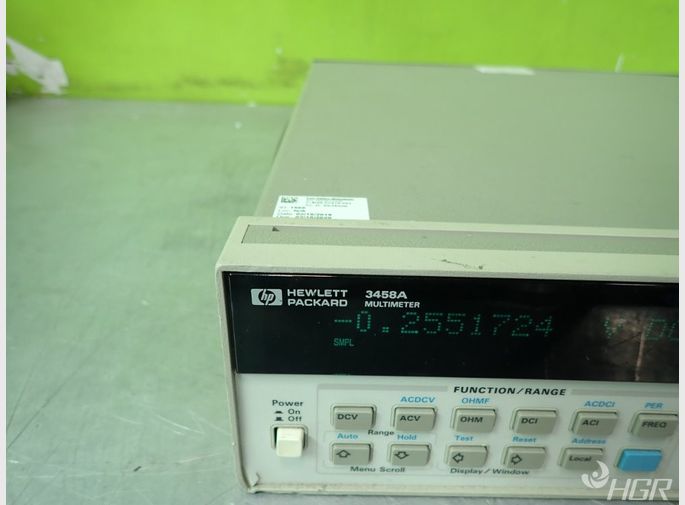 hp HEWLETT PACKARD 3458A MULTIMETER
-0.2551724 V DC
SMPL
FUNCTION/RANGE
Power On Off
ACDCV OHMF ACDCI PER
DCV ACV OHM DCI ACI FREQ
Auto Range Hold Test Reset Address
Local
Menu Scroll Display/Window
HGR